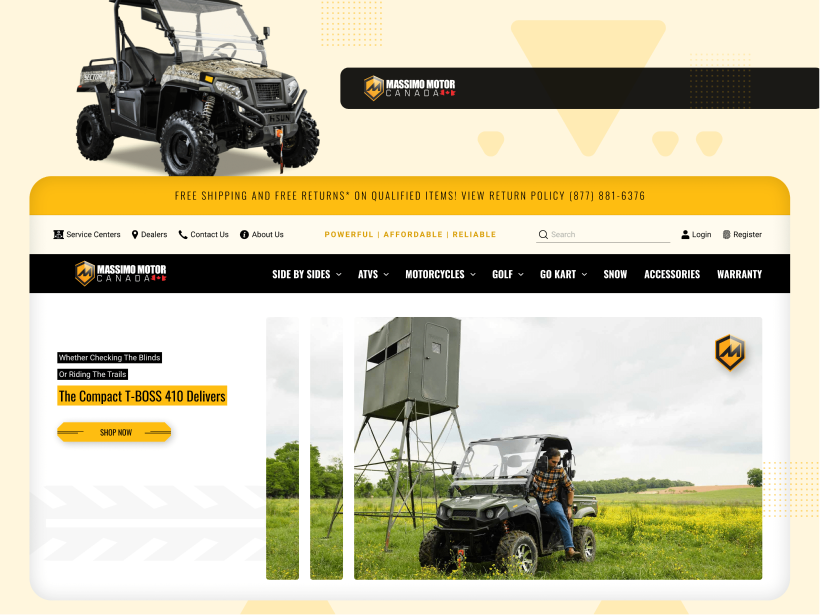 SECTOR
HSUN
MASSIMO MOTOR
CANADA
FREE SHIPPING AND FREE RETURNS* ON QUALIFIED ITEMS! VIEW RETURN POLICY (877) 881-6376
Service Centers Dealers Contact Us About Us POWERFUL | AFFORDABLE | RELIABLE Search Login Register
MASSIMO MOTOR
CANADA
SIDE BY SIDES ATVS MOTORCYCLES GOLF GO KART SNOW ACCESSORIES WARRANTY
Whether Checking The Blinds
Or Riding The Trails
The Compact T-BOSS 410 Delivers
SHOP NOW